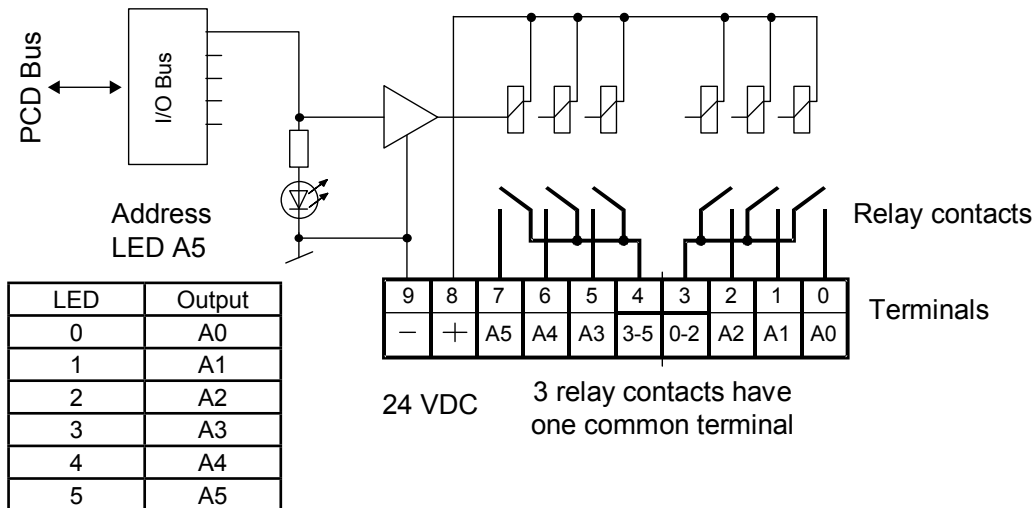 PCD Bus
I/O Bus
Address
LED A5
Relay contacts
9 8 7 6 5 4 3 2 1 0
− + A5 A4 A3 3-5 0-2 A2 A1 A0
Terminals
24 VDC
3 relay contacts have
one common terminal
LED Output
0 A0
1 A1
2 A2
3 A3
4 A4
5 A5